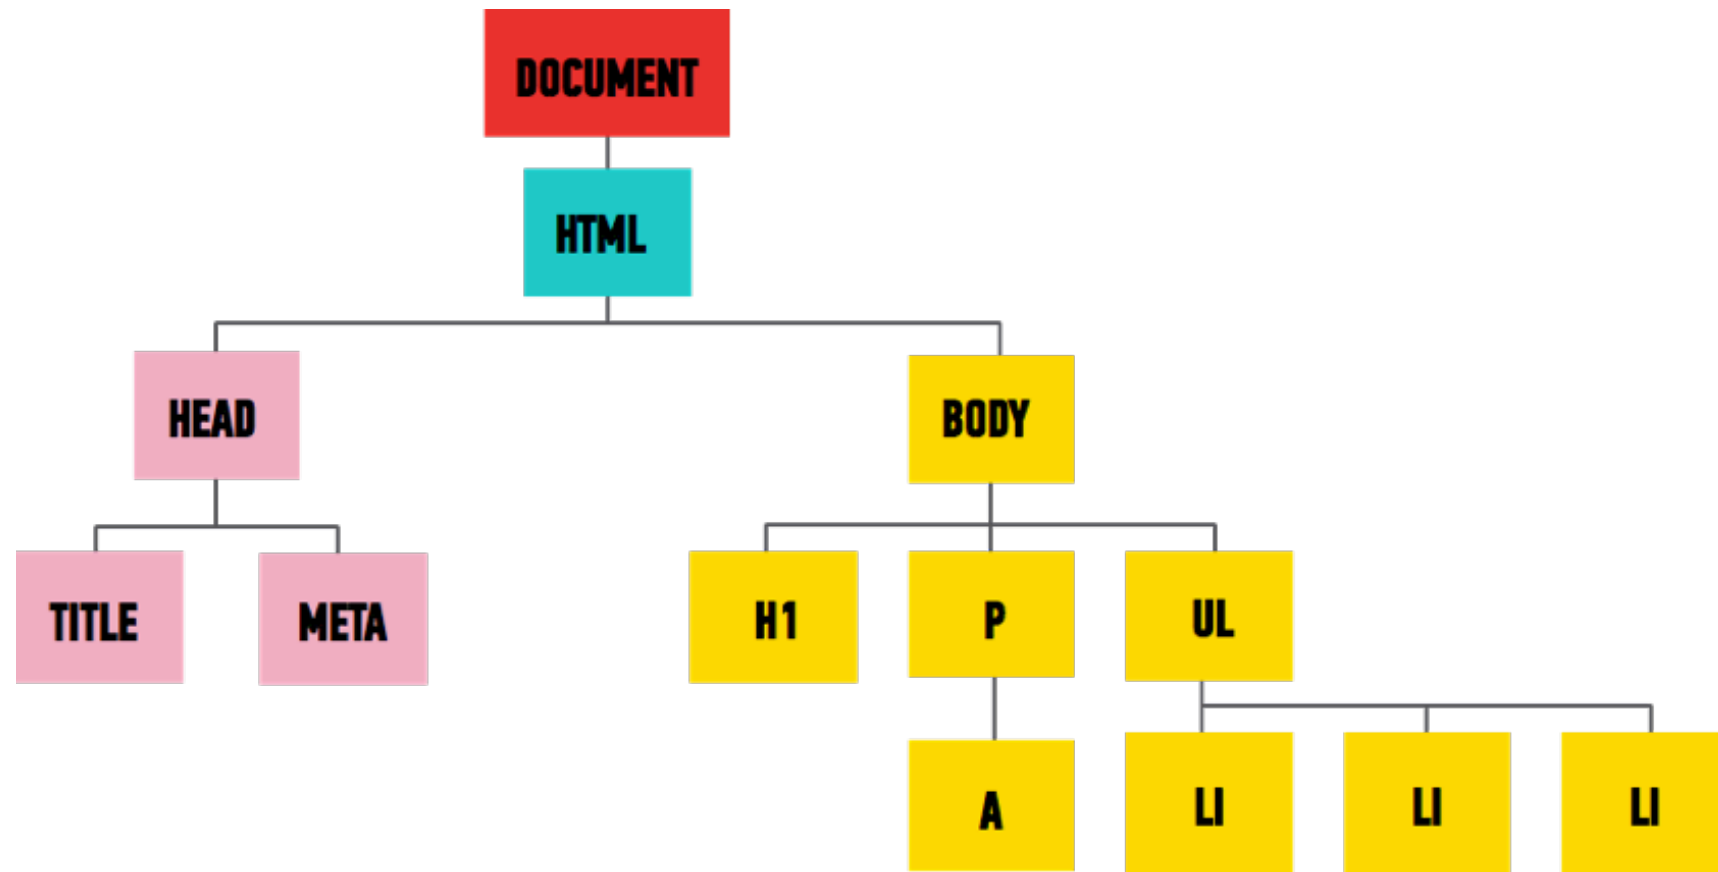 DOCUMENT
HTML
HEAD
BODY
TITLE
META
H1
P
UL
A
LI
LI
LI